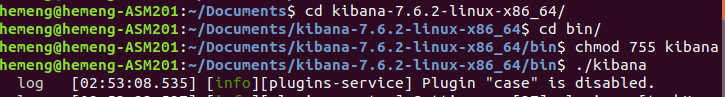 hemeng@hemeng-ASM201:~/Documents$ cd kibana-7.6.2-linux-x86_64/
hemeng@hemeng-ASM201:~/Documents/kibana-7.6.2-linux-x86_64$ cd bin/
hemeng@hemeng-ASM201:~/Documents/kibana-7.6.2-linux-x86_64/bin$ chmod 755 kibana
hemeng@hemeng-ASM201:~/Documents/kibana-7.6.2-linux-x86_64/bin$ ./kibana
log [02:53:08.535] [info][plugins-service] Plugin "case" is disabled.